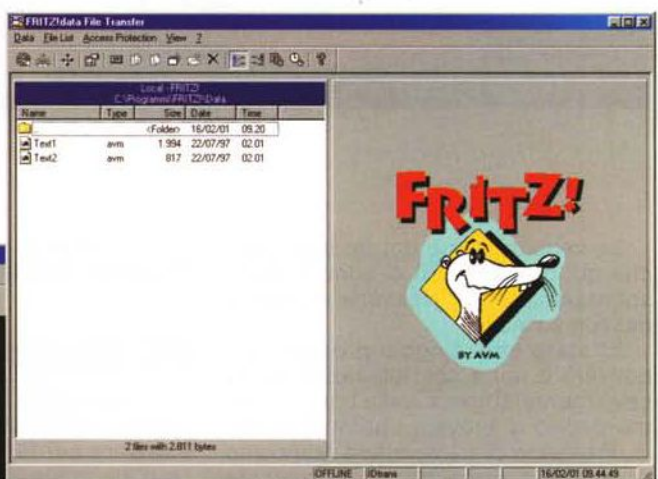 FRITZ!data File Transfer
Data File List Access Protection View ?
Local - FRITZ!
C:\Programmi\FRITZ!\Data
Name Type Size Date Time
<Folder> 16/02/01 09.20
Text1 avm 1.994 22/07/97 02.01
Text2 avm 817 22/07/97 02.01
2 files with 2.811 bytes
FRITZ!
BY AVM
OFFLINE IDtrans 16/02/01 09.44.49